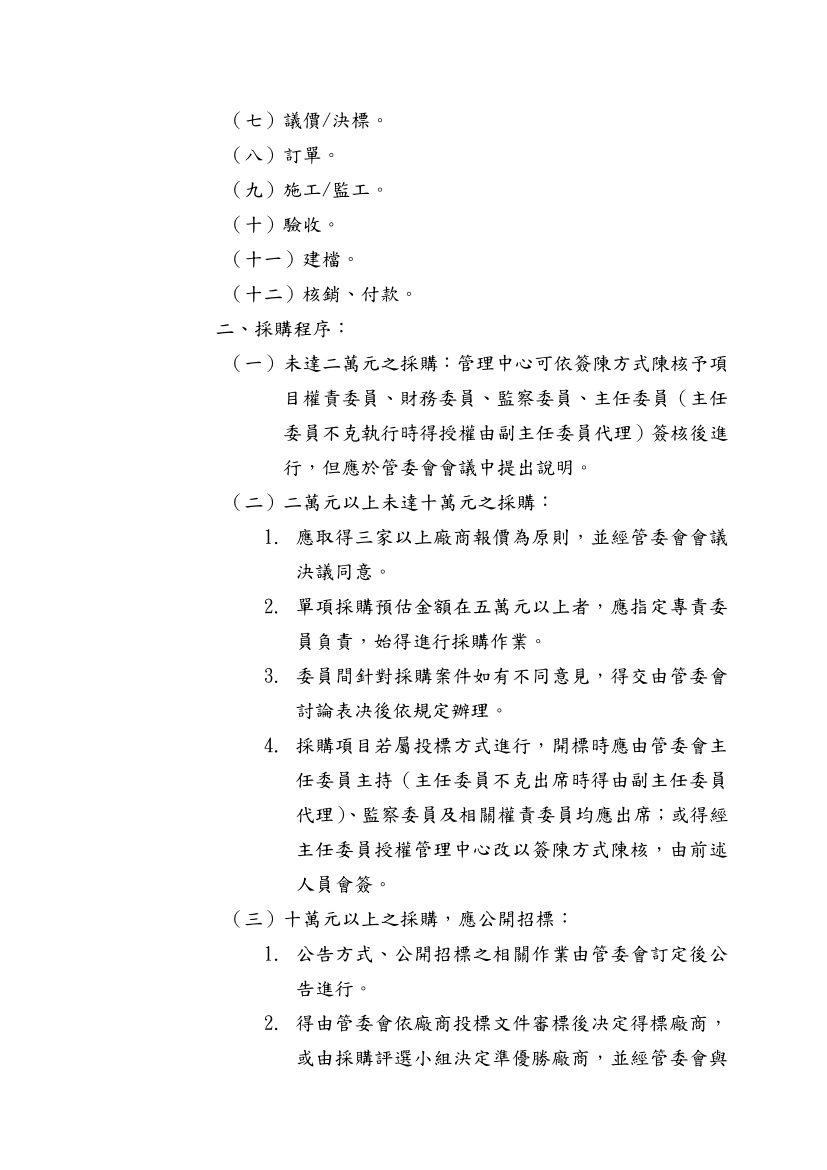 （七）議價/決標。
（八）訂單。
（九）施工/監工。
（十）驗收。
（十一）建檔。
（十二）核銷、付款。
二、採購程序：
（一）未達二萬元之採購：管理中心可依簽陳方式陳核予項
目權責委員、財務委員、監察委員、主任委員（主任
委員不克執行時得授權由副主任委員代理）簽核後進
行，但應於管委會會議中提出說明。
（二）二萬元以上未達十萬元之採購：
1. 應取得三家以上廠商報價為原則，並經管委會會議
決議同意。
2. 單項採購預估金額在五萬元以上者，應指定專責委
員負責，始得進行採購作業。
3. 委員間針對採購案件如有不同意見，得交由管委會
討論表決後依規定辦理。
4. 採購項目若屬投標方式進行，開標時應由管委會主
任委員主持（主任委員不克出席時得由副主任委員
代理）、監察委員及相關權責委員均應出席；或得經
主任委員授權管理中心改以簽陳方式陳核，由前述
人員會簽。
（三）十萬元以上之採購，應公開招標：
1. 公告方式、公開招標之相關作業由管委會訂定後公
告進行。
2. 得由管委會依廠商投標文件審標後決定得標廠商，
或由採購評選小組決定準優勝廠商，並經管委會與